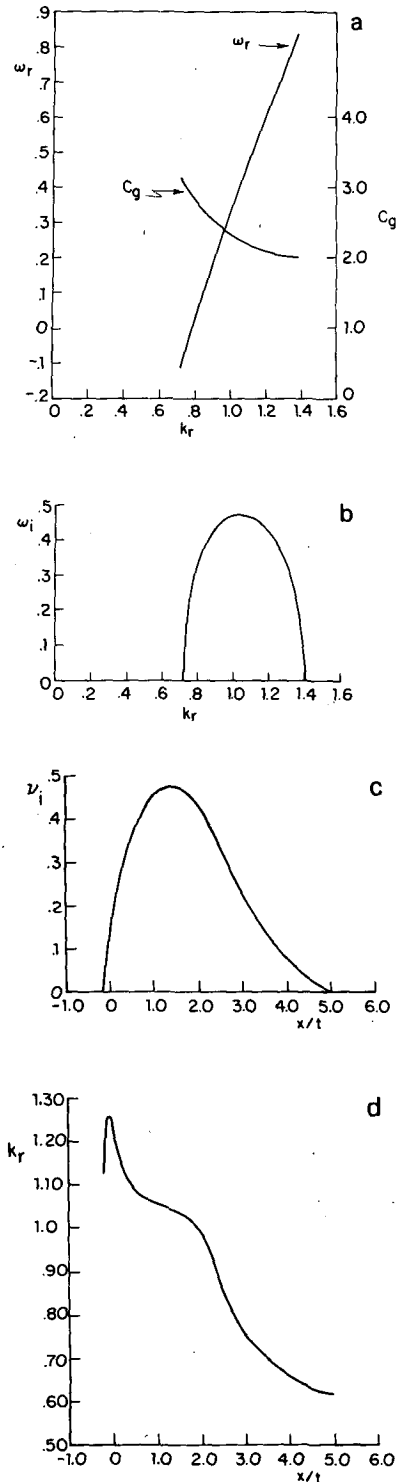 a
.9
.8
.7
.6
.5
.4
.3
.2
.1
0
-.1
-.2
ωr
ωr
Cg
4.0
3.0
2.0
1.0
0
Cg
0 .2 .4 .6 .8 1.0 1.2 1.4 1.6
kr
b
.5
.4
.3
.2
.1
0
ωi
0 .2 .4 .6 .8 1.0 1.2 1.4 1.6
kr
c
.5
.4
.3
.2
.1
0
νi
-1.0 0 1.0 2.0 3.0 4.0 5.0 6.0
x/t
d
1.30
1.20
1.10
1.0
.90
.80
.70
.60
.50
kr
-1.0 0 1.0 2.0 3.0 4.0 5.0 6.0
x/t